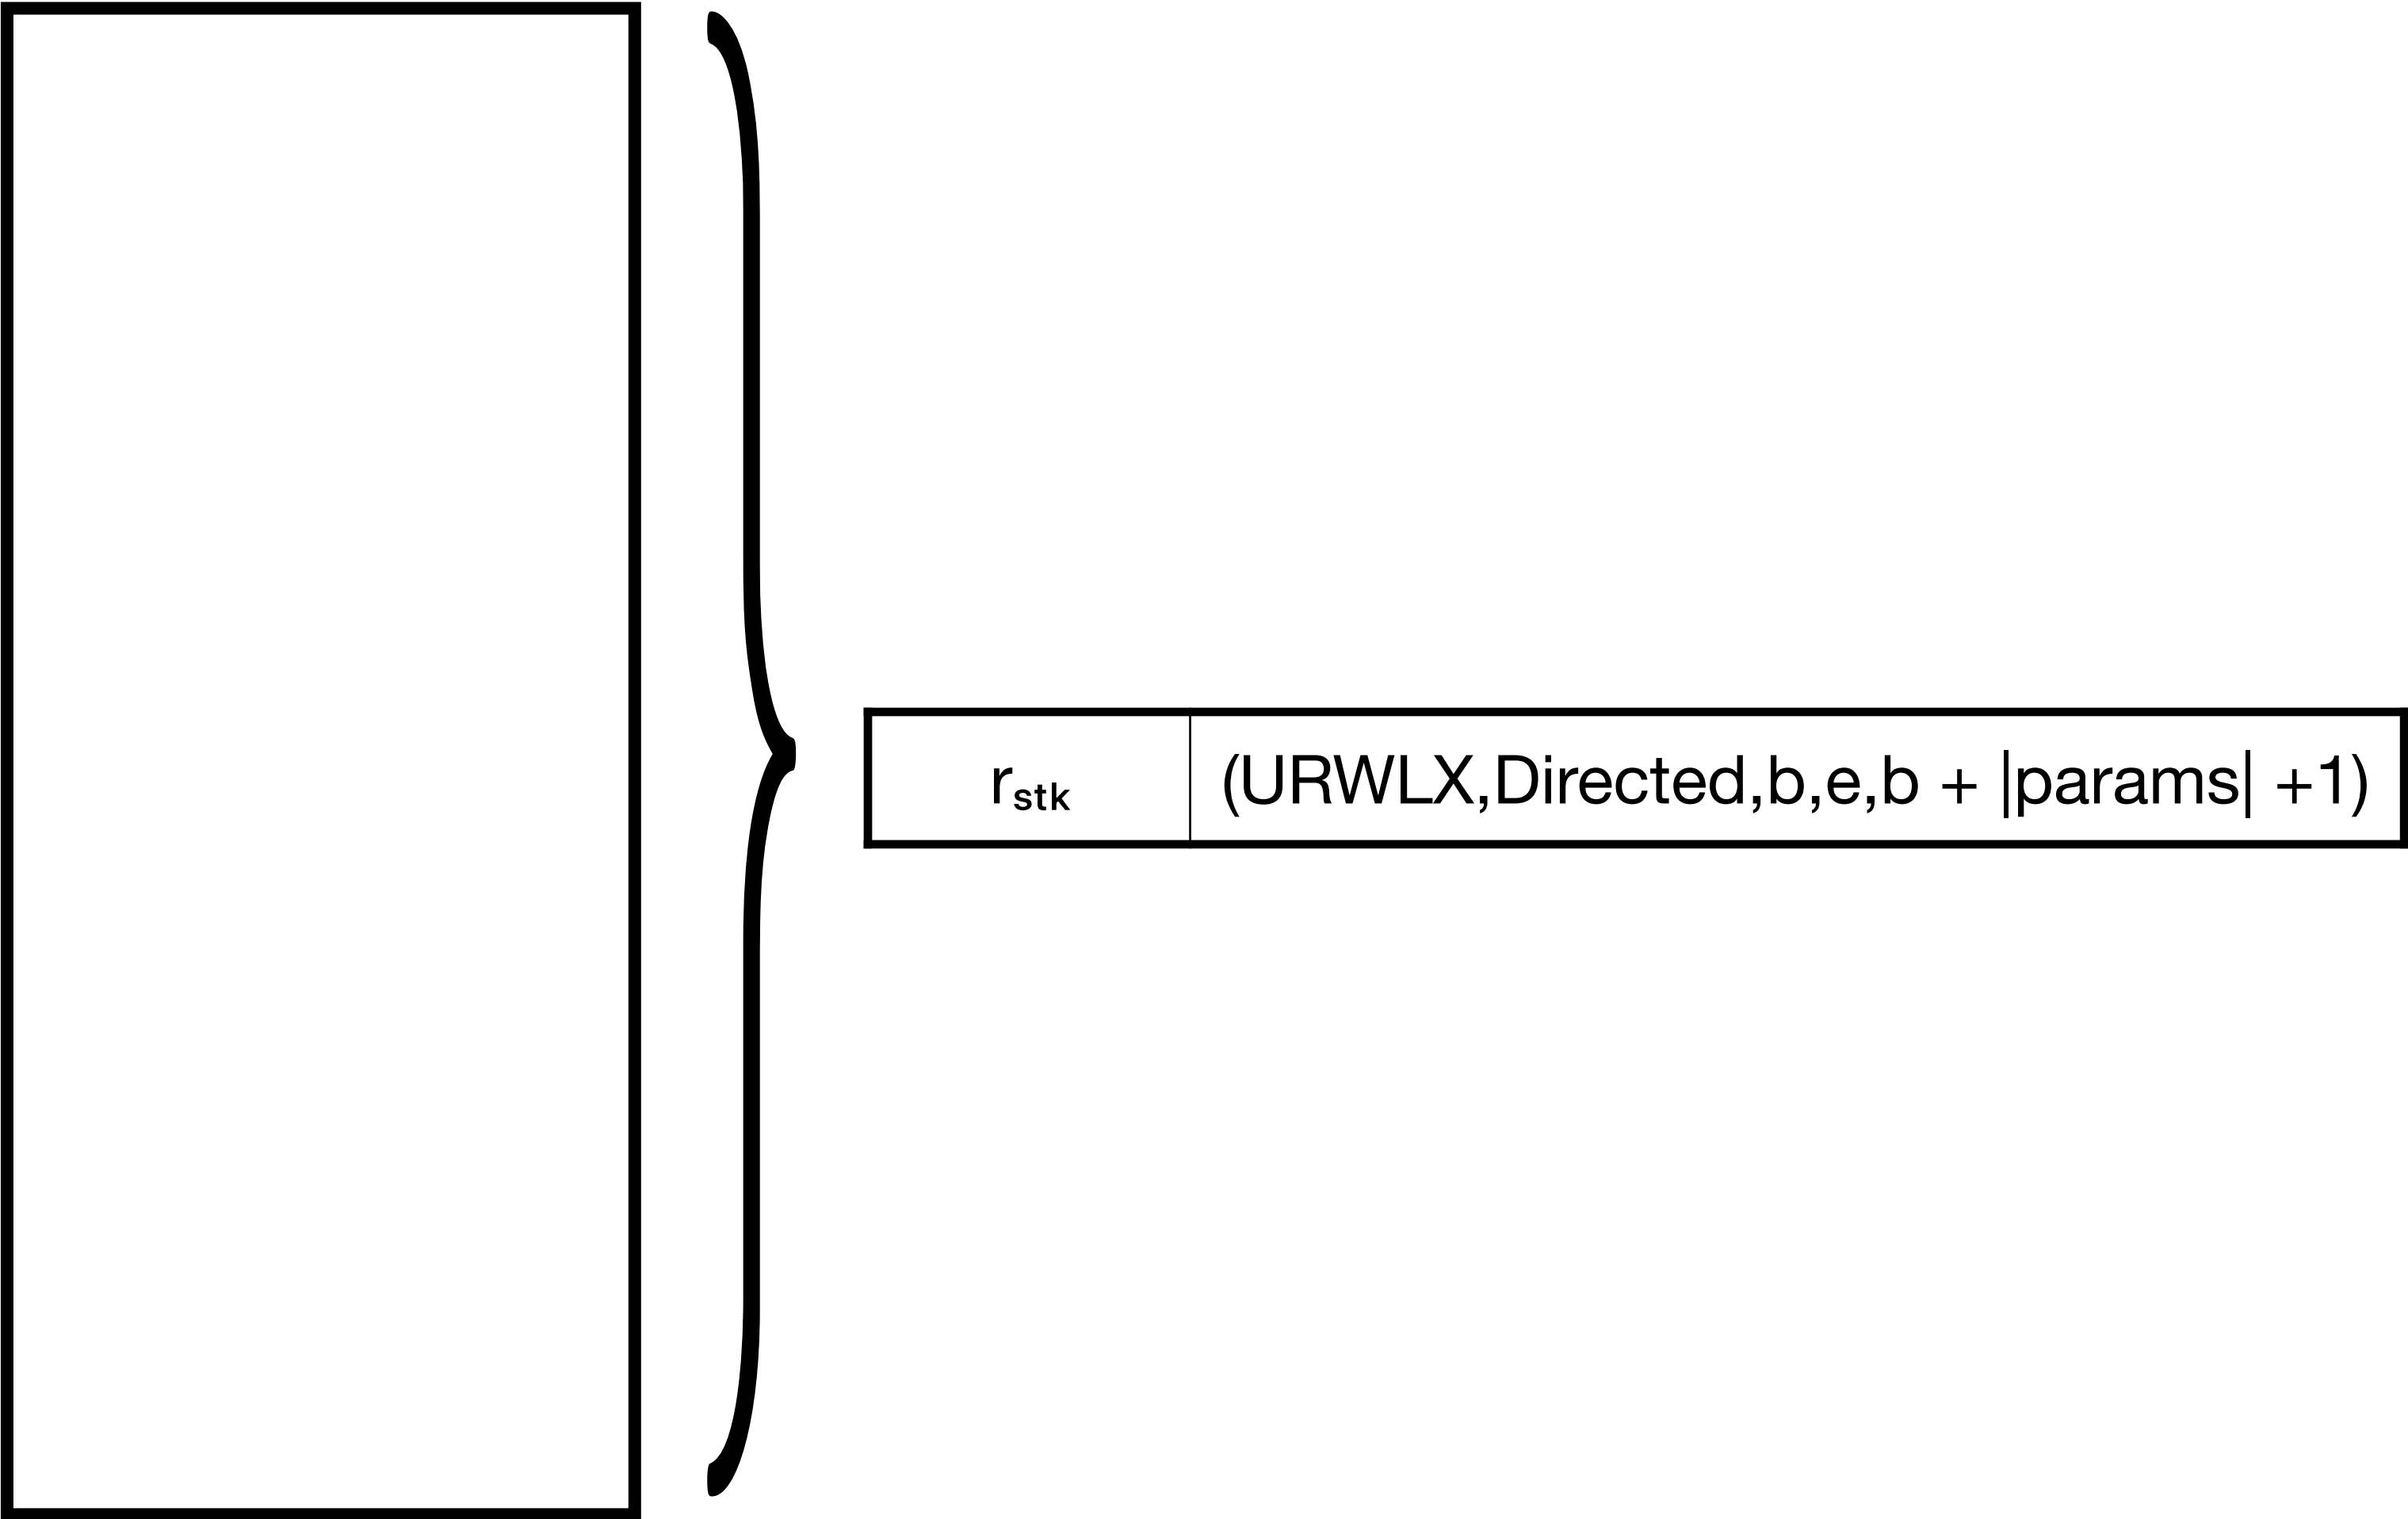 r_stk (URWLX,Directed,b,e,b + |params| +1)